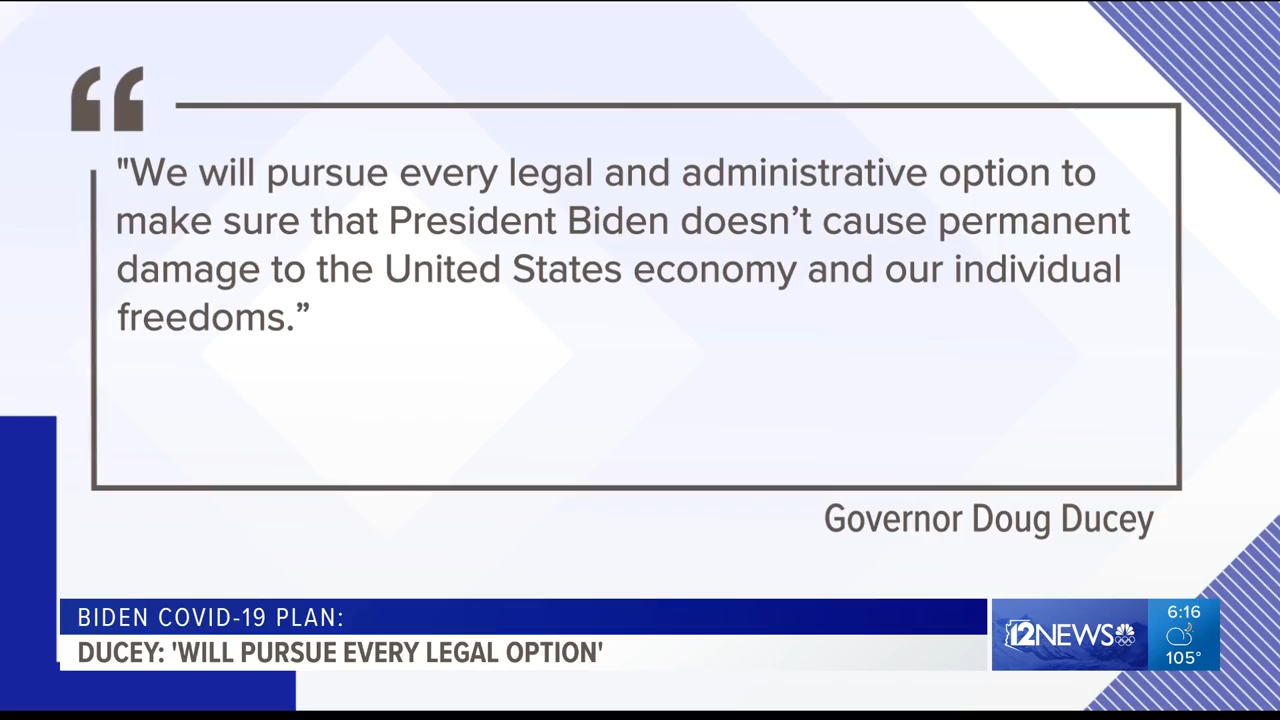 "We will pursue every legal and administrative option to
make sure that President Biden doesn’t cause permanent
damage to the United States economy and our individual
freedoms.”
Governor Doug Ducey
BIDEN COVID-19 PLAN:
DUCEY: 'WILL PURSUE EVERY LEGAL OPTION'
12NEWS
6:16
105°